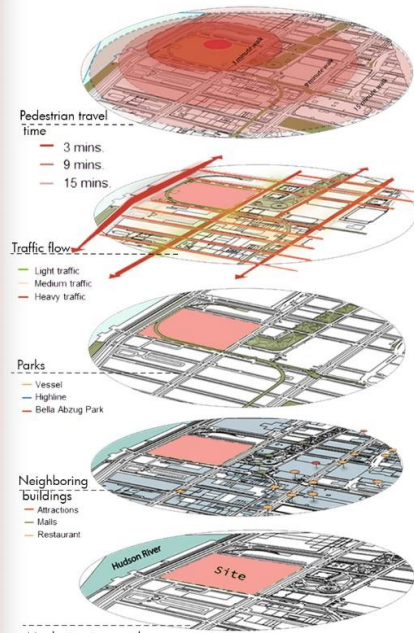 3 minute walk
9 minute walk
15 minute walk
Pedestrian travel
time
3 mins.
9 mins.
15 mins.
Traffic flow
Light traffic
Medium traffic
Heavy traffic
Parks
Vessel
Highline
Bella Abzug Park
Neighboring
buildings
Attractions
Malls
Restaurant
Hudson River
Site